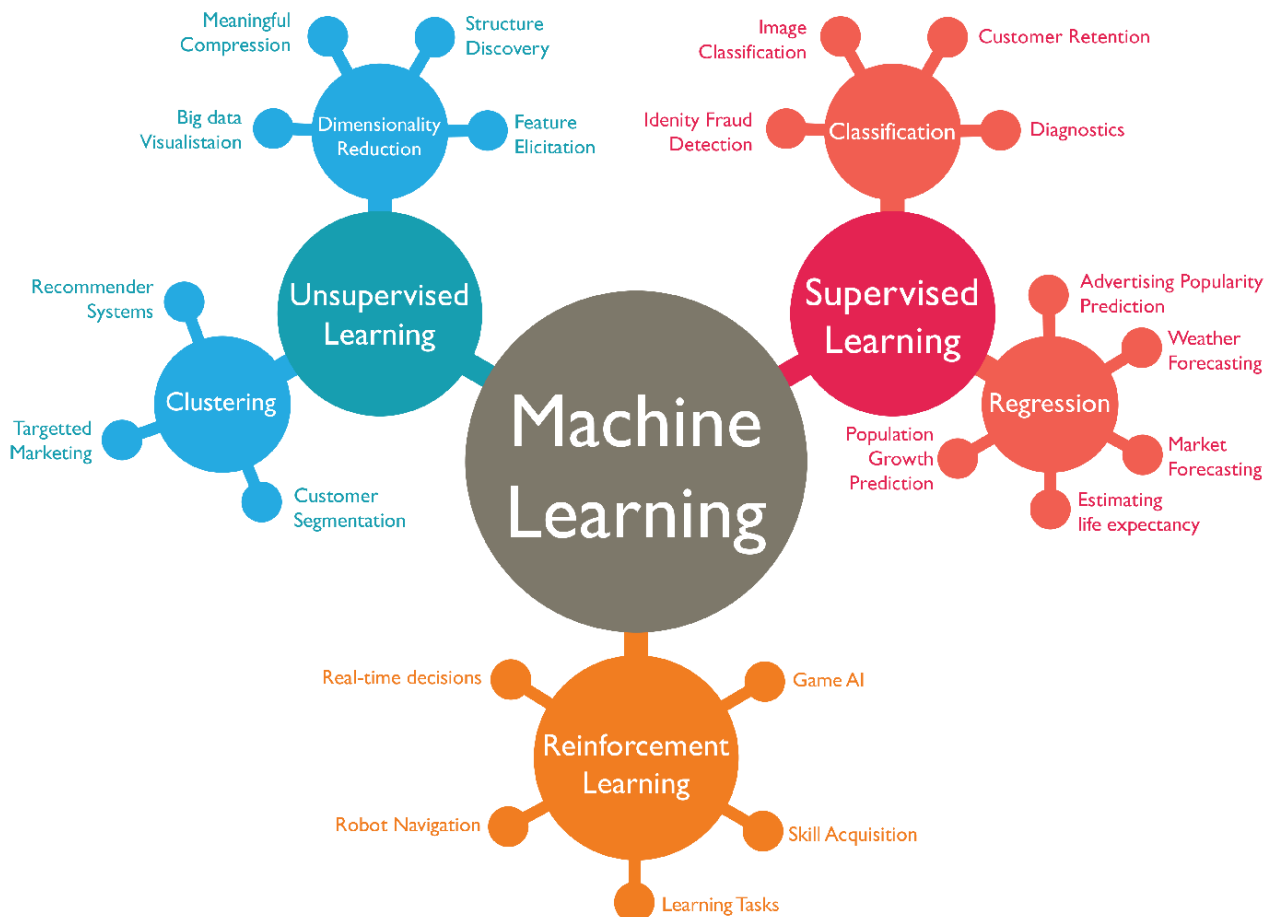 Meaningful
Compression
Structure
Discovery
Big data
Visualistaion
Dimensionality
Reduction
Feature
Elicitation
Unsupervised
Learning
Recommender
Systems
Clustering
Targetted
Marketing
Customer
Segmentation
Image
Classification
Customer Retention
Idenity Fraud
Detection
Classification
Diagnostics
Supervised
Learning
Advertising Popularity
Prediction
Weather
Forecasting
Regression
Population
Growth
Prediction
Market
Forecasting
Estimating
life expectancy
Machine
Learning
Real-time decisions
Game AI
Reinforcement
Learning
Robot Navigation
Skill Acquisition
Learning Tasks